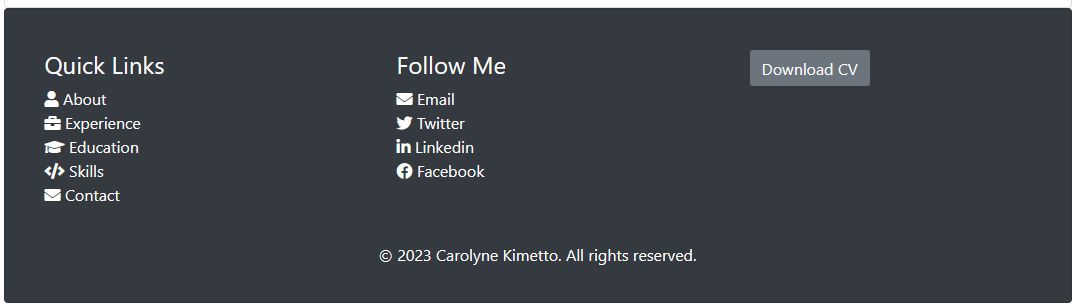 Quick Links
About
Experience
Education
Skills
Contact
Follow Me
Email
Twitter
Linkedin
Facebook
Download CV
© 2023 Carolyne Kimetto. All rights reserved.